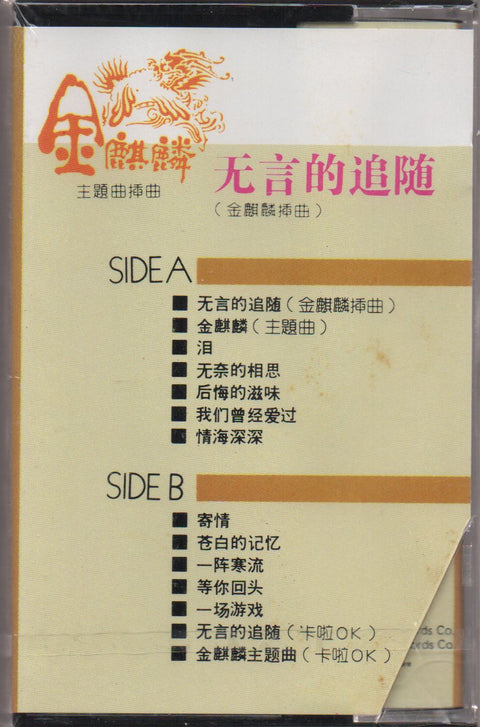 金麒麟
主題曲插曲
无言的追随
（金麒麟插曲）
SIDE A
无言的追随（金麒麟插曲）
金麒麟（主題曲）
泪
无奈的相思
后悔的滋味
我们曾经爱过
情海深深
SIDE B
寄情
苍白的记忆
一阵寒流
等你回头
一场游戏
无言的追随（卡啦OK）
金麒麟主题曲（卡啦OK）
Co.
Co